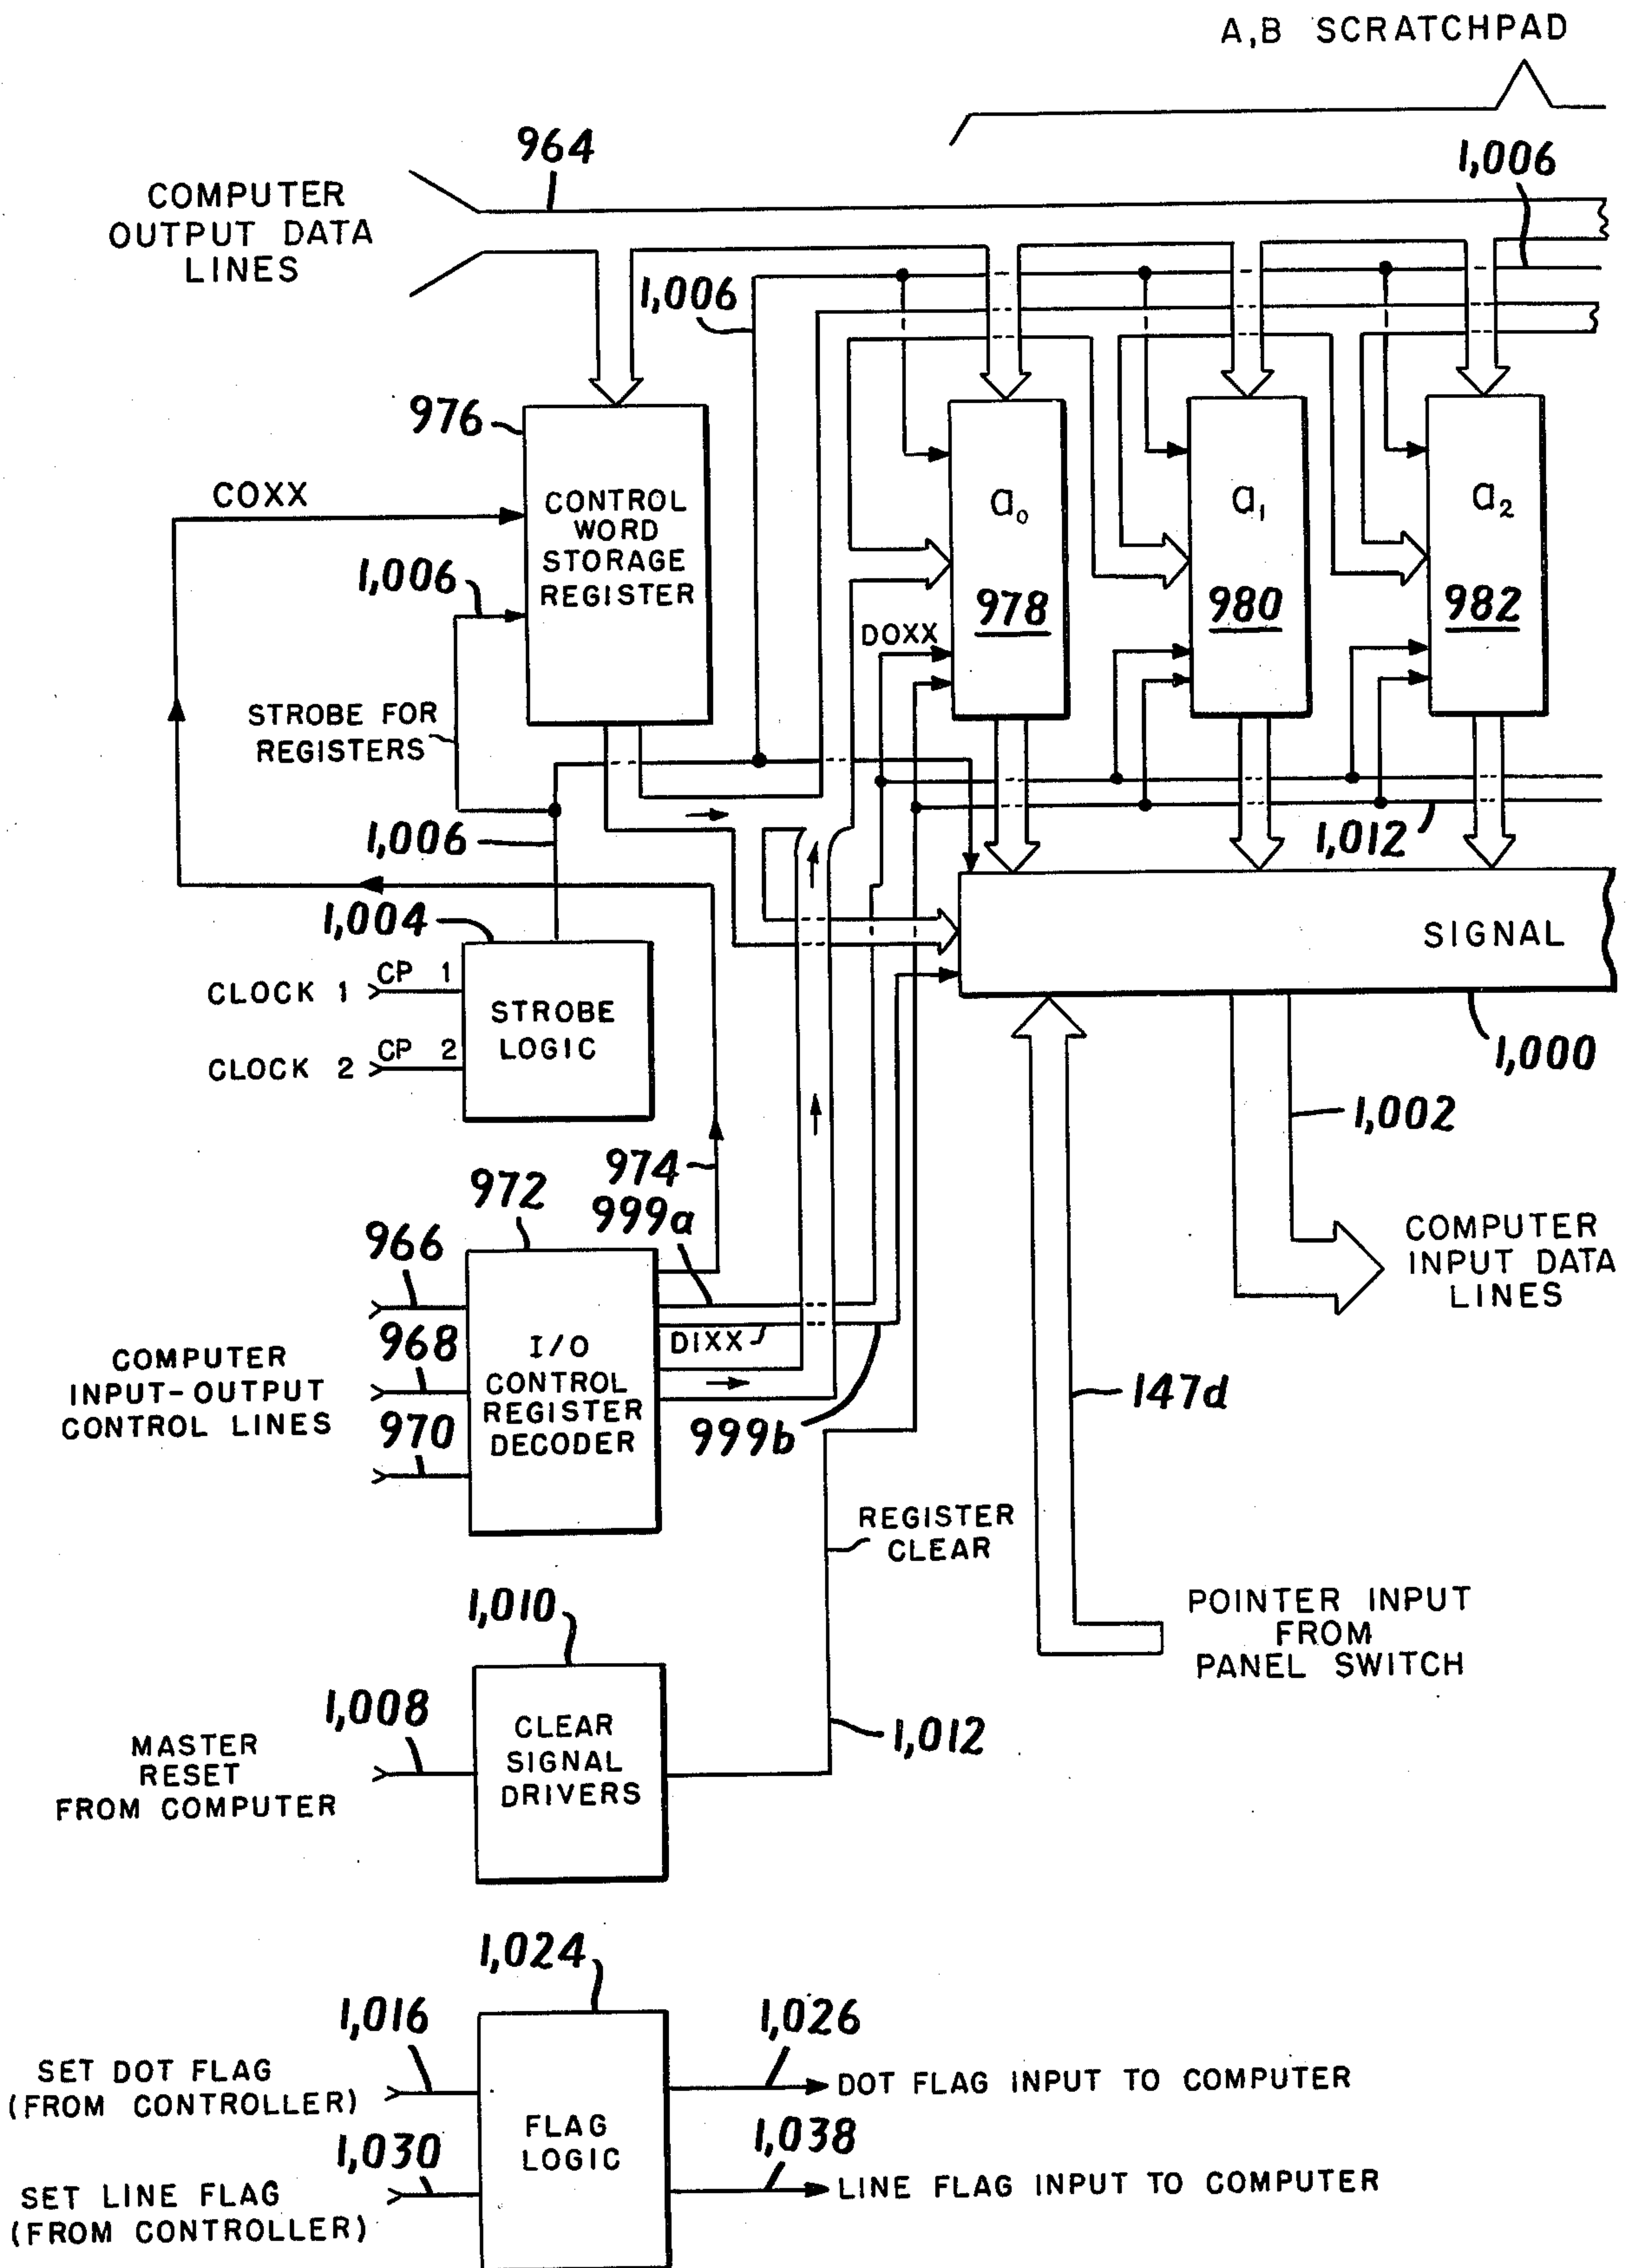 A,B SCRATCHPAD
964
1,006
COMPUTER
OUTPUT DATA
LINES
1,006
976
COXX
CONTROL
WORD
STORAGE
REGISTER
1,006
a₀
978
a₁
980
a₂
982
DOXX
STROBE FOR
REGISTERS
1,006
1,012
1,004
SIGNAL
CLOCK 1
CP 1
CLOCK 2
CP 2
STROBE
LOGIC
1,000
1,002
974
972
999a
966
968
970
COMPUTER
INPUT-OUTPUT
CONTROL LINES
I/O
CONTROL
REGISTER
DECODER
DIXX
999b
COMPUTER
INPUT DATA
LINES
147d
REGISTER
CLEAR
1,010
POINTER INPUT
FROM
PANEL SWITCH
1,008
MASTER
RESET
FROM COMPUTER
CLEAR
SIGNAL
DRIVERS
1,012
1,024
1,016
1,026
SET DOT FLAG
(FROM CONTROLLER)
DOT FLAG INPUT TO COMPUTER
FLAG
LOGIC
1,030
1,038
SET LINE FLAG
(FROM CONTROLLER)
LINE FLAG INPUT TO COMPUTER